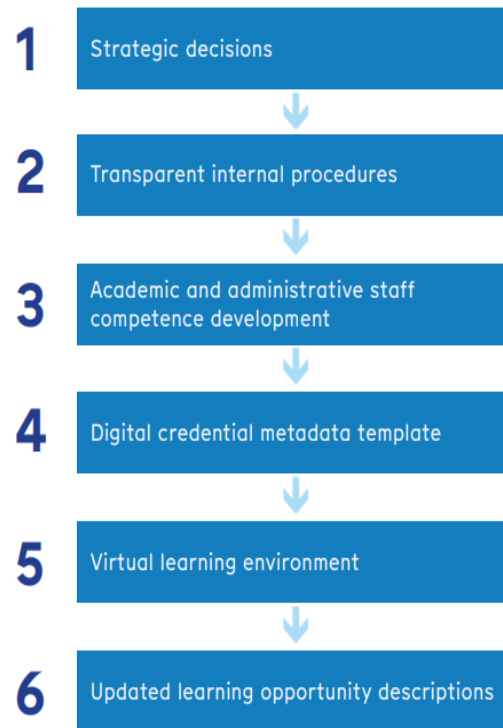 1
Strategic decisions
2
Transparent internal procedures
3
Academic and administrative staff
competence development
4
Digital credential metadata template
5
Virtual learning environment
6
Updated learning opportunity descriptions